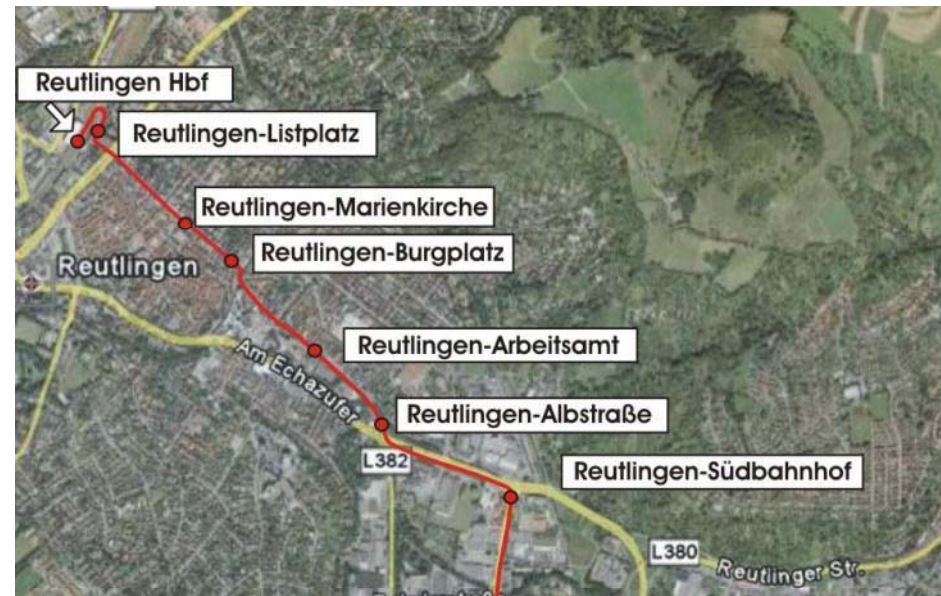 Reutlingen Hbf
Reutlingen-Listplatz
Reutlingen-Marienkirche
Reutlingen-Burgplatz
Reutlingen
Reutlingen-Arbeitsamt
Am Echazufer
Reutlingen-Albstraße
L382
Reutlingen-Südbahnhof
L380
Reutlinger Str.